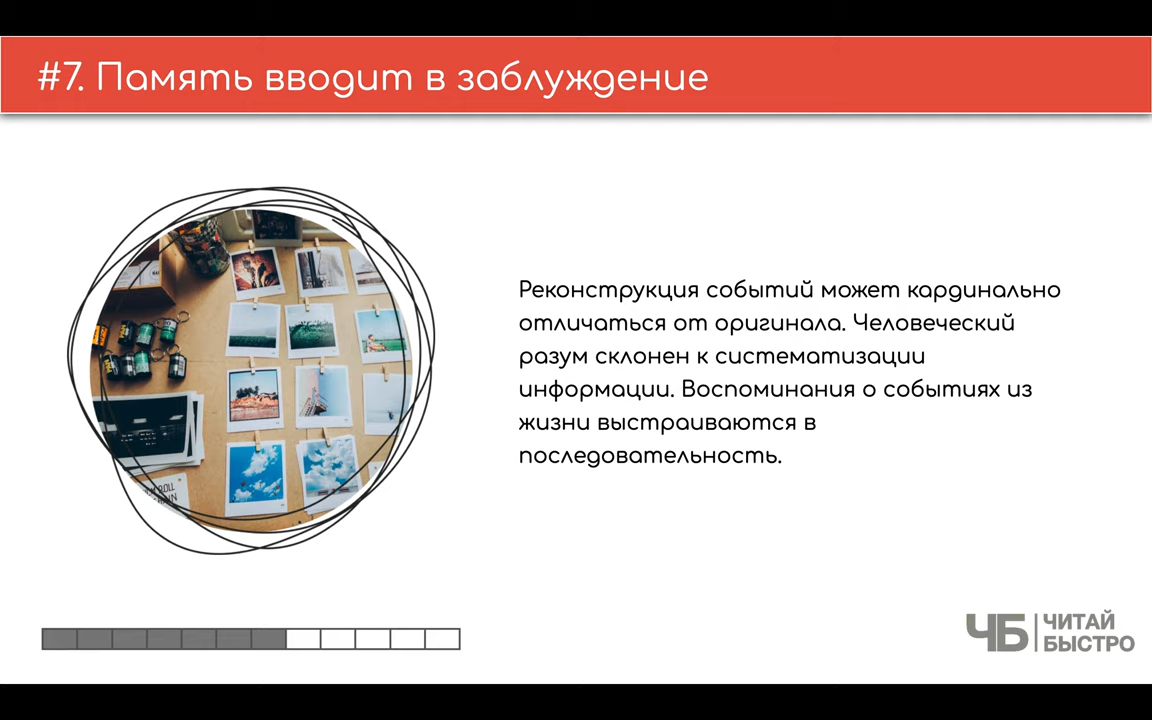 #7. Память вводит в заблуждение
Реконструкция событий может кардинально
отличаться от оригинала. Человеческий
разум склонен к систематизации
информации. Воспоминания о событиях из
жизни выстраиваются в
последовательность.
ЧБ
ЧИТАЙ
БЫСТРО